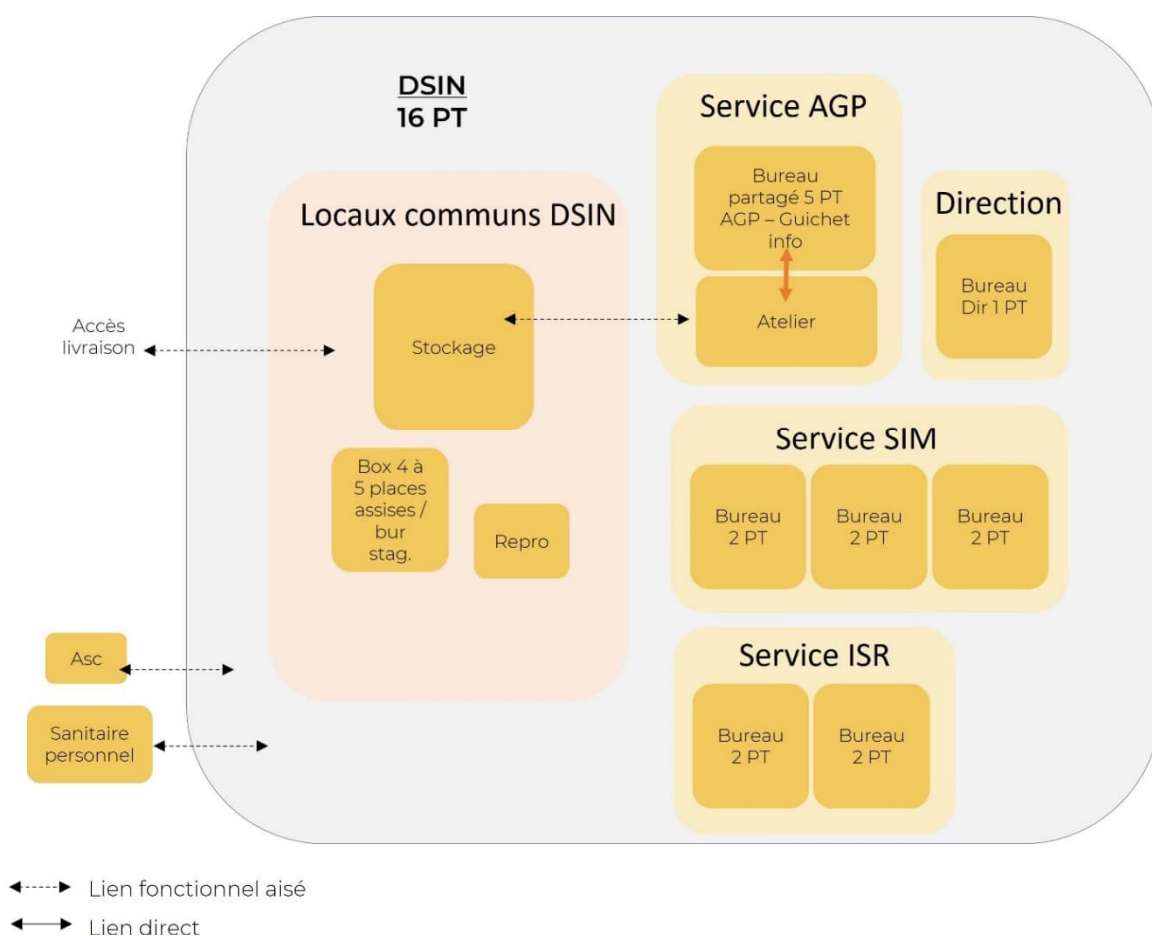 DSIN
16 PT
Service AGP
Bureau
partagé 5 PT
AGP – Guichet
info
Atelier
Direction
Bureau
Dir 1 PT
Locaux communs DSIN
Stockage
Box 4 à
5 places
assises /
bur
stag.
Repro
Accès
livraison
Service SIM
Bureau
2 PT
Bureau
2 PT
Bureau
2 PT
Service ISR
Bureau
2 PT
Bureau
2 PT
Asc
Sanitaire
personnel
Lien fonctionnel aisé
Lien direct